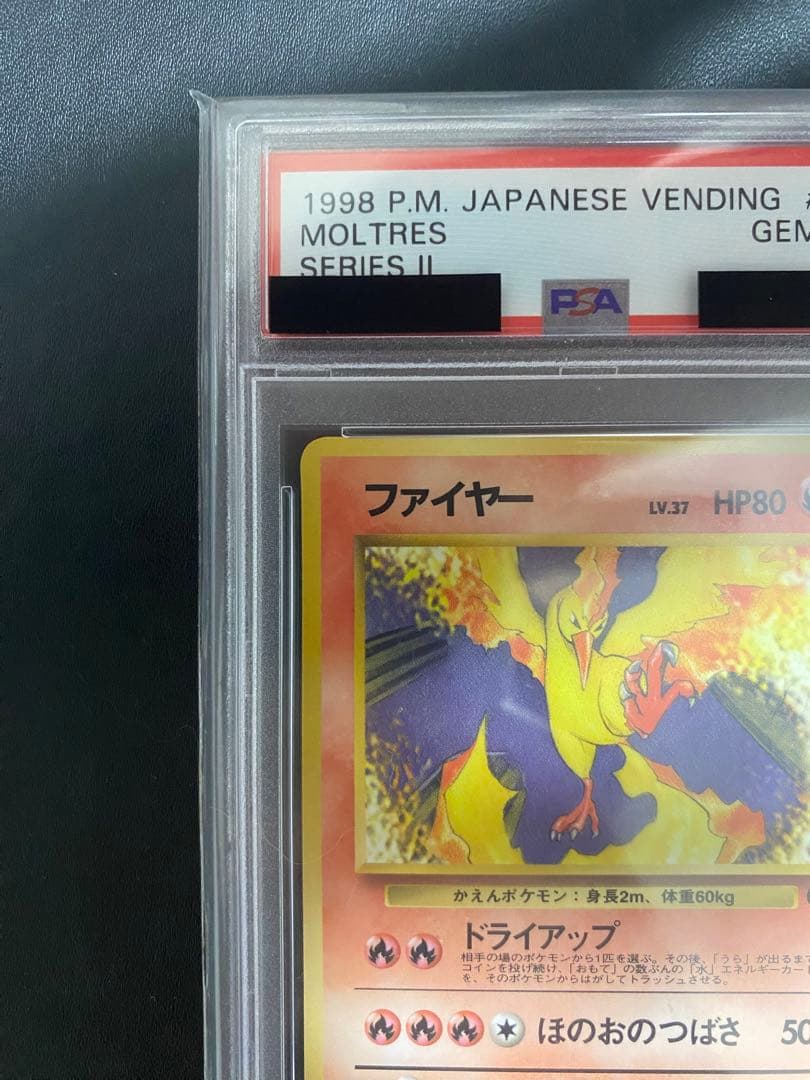 1998 P.M. JAPANESE VENDING #
MOLTRES GEM
SERIES II
PSA
ファイヤー LV.37 HP80
かえんポケモン：身長2m、体重60kg
ドライアップ
相手の場のポケモンから1匹を選ぶ。その後、「うら」が出るまで
コインを投げ続け、「おもて」の数ぶんの「水」エネルギーカード
を、そのポケモンからはがしてトラッシュさせる。
ほのおのつばさ 50